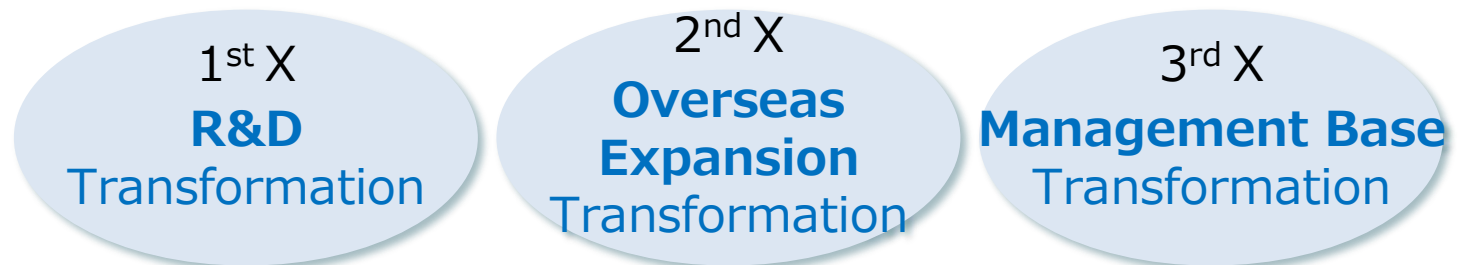 1st X
R&D
Transformation
2nd X
Overseas
Expansion
Transformation
3rd X
Management Base
Transformation